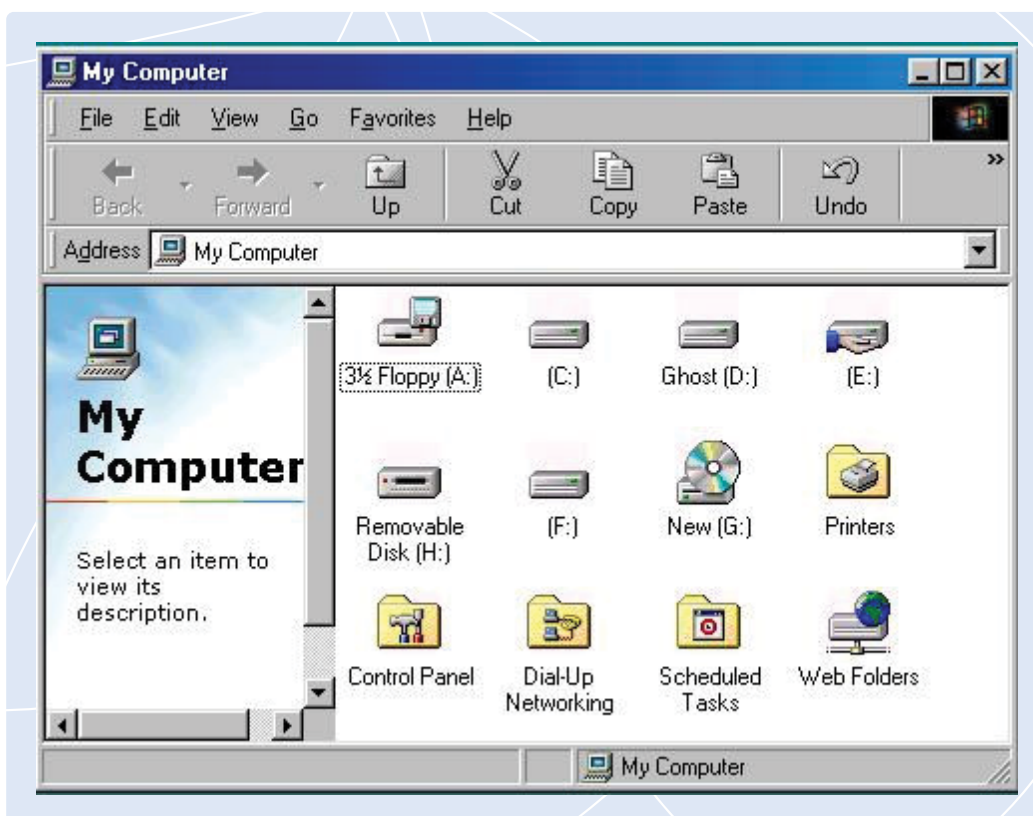 My Computer
File Edit View Go Favorites Help
Back Forward Up Cut Copy Paste Undo »
Address My Computer
My
Computer
Select an item to
view its
description.
3½ Floppy (A:) (C:) Ghost (D:) (E:)
Removable
Disk (H:) (F:) New (G:) Printers
Control Panel Dial-Up
Networking Scheduled
Tasks Web Folders
My Computer